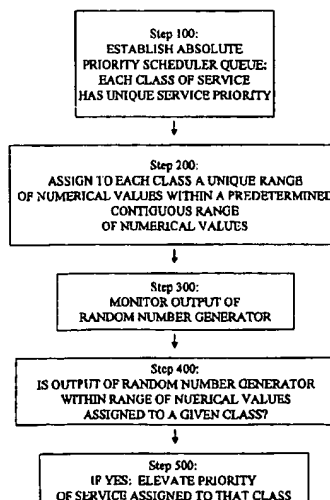 Step 100:
ESTABLISH ABSOLUTE
PRIORITY SCHEDULER QUEUE:
EACH CLASS OF SERVICE
HAS UNIQUE SERVICE PRIORITY
Step 200:
ASSIGN TO EACH CLASS A UNIQUE RANGE
OF NUMERICAL VALUES WITHIN A PREDETERMINED
CONTIGUOUS RANGE
OF NUMERICAL VALUES
Step 300:
MONITOR OUTPUT OF
RANDOM NUMBER GENERATOR
Step 400:
IS OUTPUT OF RANDOM NUMBER GENERATOR
WITHIN RANGE OF NUERICAL VALUES
ASSIGNED TO A GIVEN CLASS?
Step 500:
IF YES: ELEVATE PRIORITY
OF SERVICE ASSIGNED TO THAT CLASS